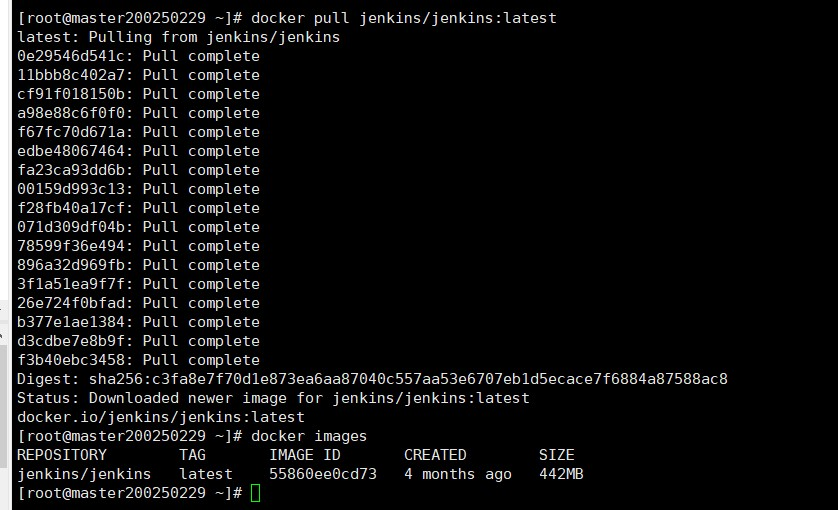 [root@master200250229 ~]# docker pull jenkins/jenkins:latest
latest: Pulling from jenkins/jenkins
0e29546d541c: Pull complete
11bbb8c402a7: Pull complete
cf91f018150b: Pull complete
a98e88c6f0f0: Pull complete
f67fc70d671a: Pull complete
edbe48067464: Pull complete
fa23ca93dd6b: Pull complete
00159d993c13: Pull complete
f28fb40a17cf: Pull complete
071d309df04b: Pull complete
78599f36e494: Pull complete
896a32d969fb: Pull complete
3f1a51ea9f7f: Pull complete
26e724f0bfad: Pull complete
b377e1ae1384: Pull complete
d3cdbe7e8b9f: Pull complete
f3b40ebc3458: Pull complete
Digest: sha256:c3fa8e7f70d1e873ea6aa87040c557aa53e6707eb1d5ecace7f6884a87588ac8
Status: Downloaded newer image for jenkins/jenkins:latest
docker.io/jenkins/jenkins:latest
[root@master200250229 ~]# docker images
REPOSITORY        TAG       IMAGE ID       CREATED        SIZE
jenkins/jenkins   latest    55860ee0cd73   4 months ago   442MB
[root@master200250229 ~]#